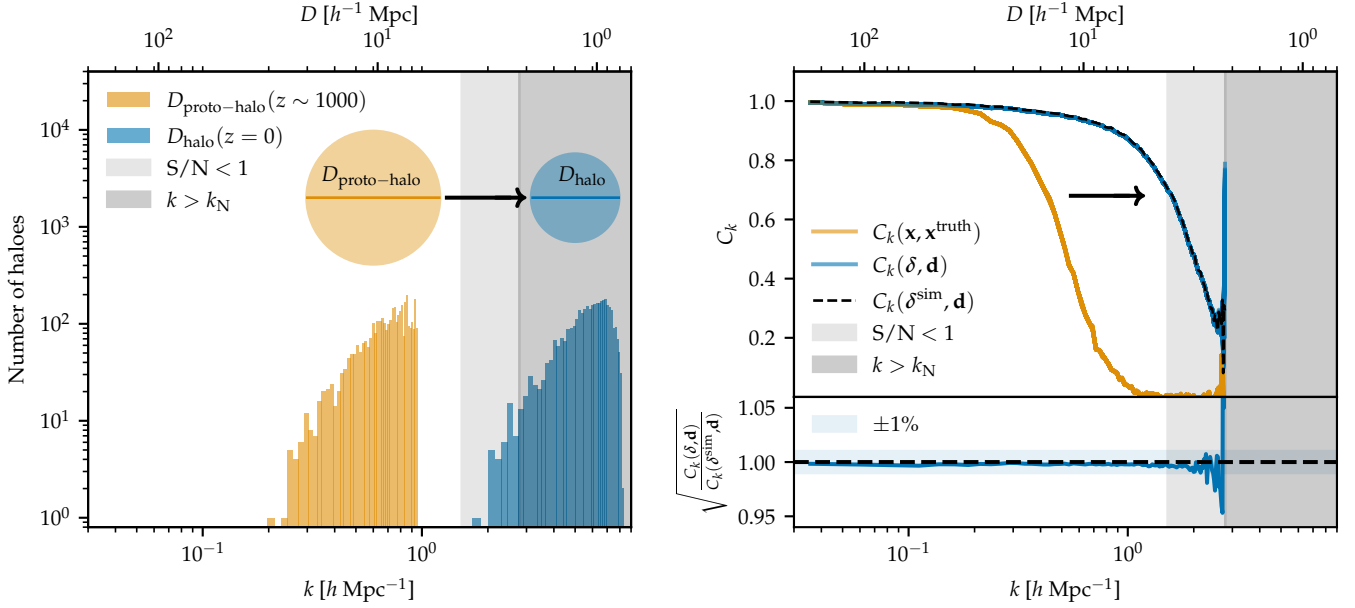 D [h⁻¹ Mpc]
10² 10¹ 10⁰
D_proto−halo(z ∼ 1000)
D_halo(z = 0)
S/N < 1
k > k_N
D_proto−halo
D_halo
Number of haloes
10⁴
10³
10²
10¹
10⁰
10⁻¹ 10⁰
k [h Mpc⁻¹]
D [h⁻¹ Mpc]
10² 10¹ 10⁰
C_k
1.0
0.8
0.6
0.4
0.2
C_k(x, x^truth)
C_k(δ, d)
C_k(δ^sim, d)
S/N < 1
k > k_N
√(C_k(δ,d)/C_k(δ^sim,d))
1.05
1.00
0.95
±1%
10⁻¹ 10⁰
k [h Mpc⁻¹]